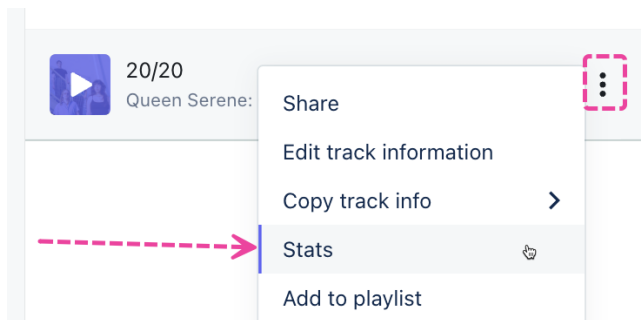 20/20
Queen Serene:
Share
Edit track information
Copy track info
Stats
Add to playlist